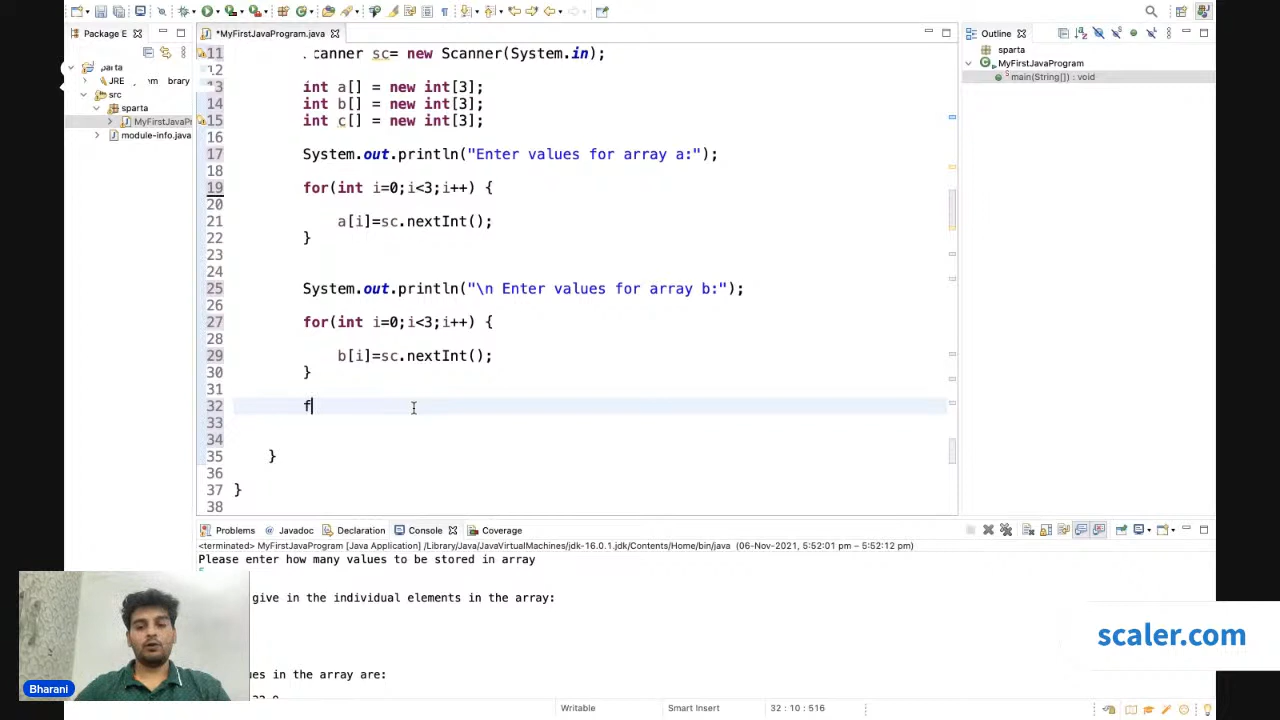 *MyFirstJavaProgram.java
Package E
JRE
brary
src
sparta
MyFirstJavaPr
module-info.java
11 canner sc= new Scanner(System.in);
12
13 int a[] = new int[3];
14 int b[] = new int[3];
15 int c[] = new int[3];
16
17 System.out.println("Enter values for array a:");
18
19 for(int i=0;i<3;i++) {
20
21 a[i]=sc.nextInt();
22 }
23
24
25 System.out.println("\n Enter values for array b:");
26
27 for(int i=0;i<3;i++) {
28
29 b[i]=sc.nextInt();
30 }
31
32 f
33
34
35 }
36
37 }
38
Outline
sparta
MyFirstJavaProgram
main(String[]) : void
Problems Javadoc Declaration Console Coverage
<terminated> MyFirstJavaProgram [Java Application] /Library/Java/JavaVirtualMachines/jdk-16.0.1.jdk/Contents/Home/bin/java (06-Nov-2021, 5:52:01 pm – 5:52:12 pm)
Please enter how many values to be stored in array
give in the individual elements in the array:
ues in the array are:
Bharani
scaler.com
Writable Smart Insert 32 : 10 : 516